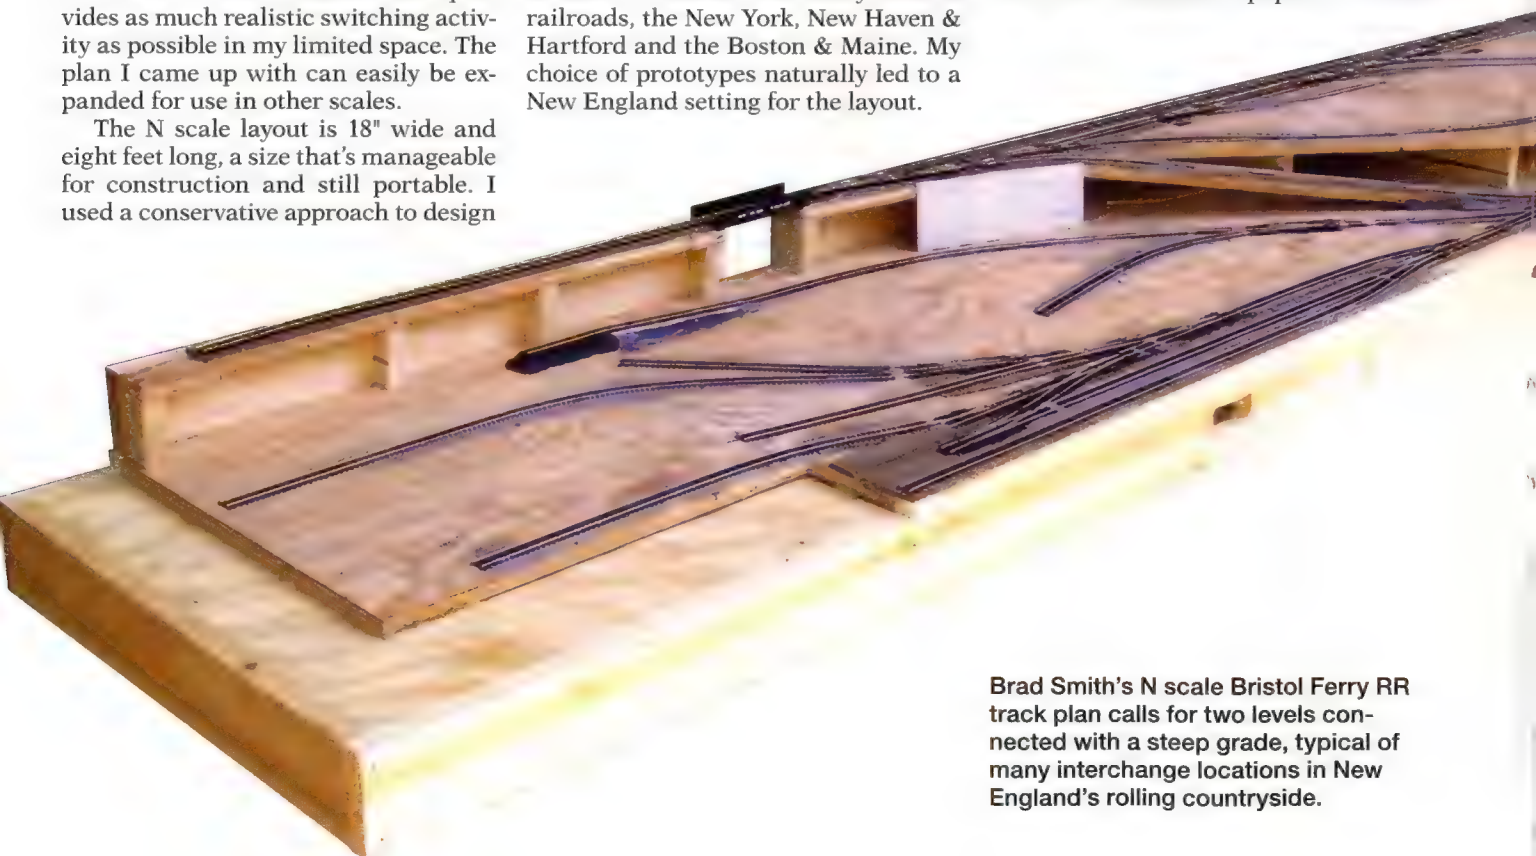 vides as much realistic switching activ-
ity as possible in my limited space. The
plan I came up with can easily be ex-
panded for use in other scales.
The N scale layout is 18" wide and
eight feet long, a size that's manageable
for construction and still portable. I
used a conservative approach to design
railroads, the New York, New Haven &
Hartford and the Boston & Maine. My
choice of prototypes naturally led to a
New England setting for the layout.
Brad Smith's N scale Bristol Ferry RR
track plan calls for two levels con-
nected with a steep grade, typical of
many interchange locations in New
England's rolling countryside.